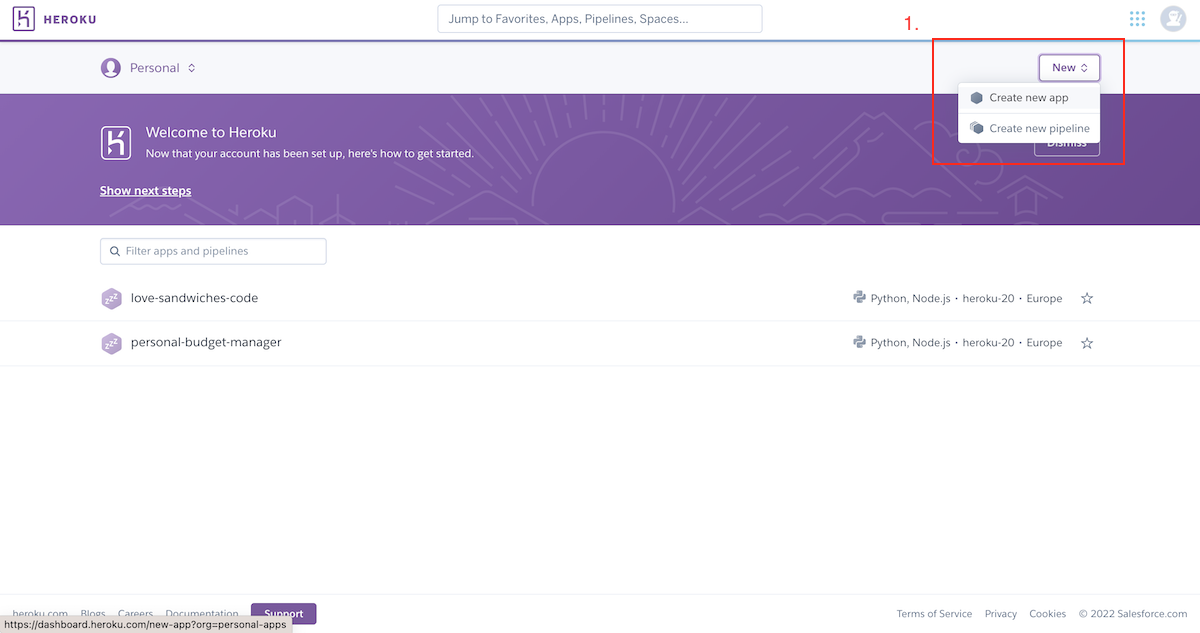 HEROKU
Jump to Favorites, Apps, Pipelines, Spaces...
1.
Personal
New
Create new app
Create new pipeline
Dismiss
Welcome to Heroku
Now that your account has been set up, here's how to get started.
Show next steps
Filter apps and pipelines
zzz love-sandwiches-code
Python, Node.js · heroku-20 · Europe
zzz personal-budget-manager
Python, Node.js · heroku-20 · Europe
heroku.com Blogs Careers Documentation Support
Terms of Service Privacy Cookies © 2022 Salesforce.com
https://dashboard.heroku.com/new-app?org=personal-apps